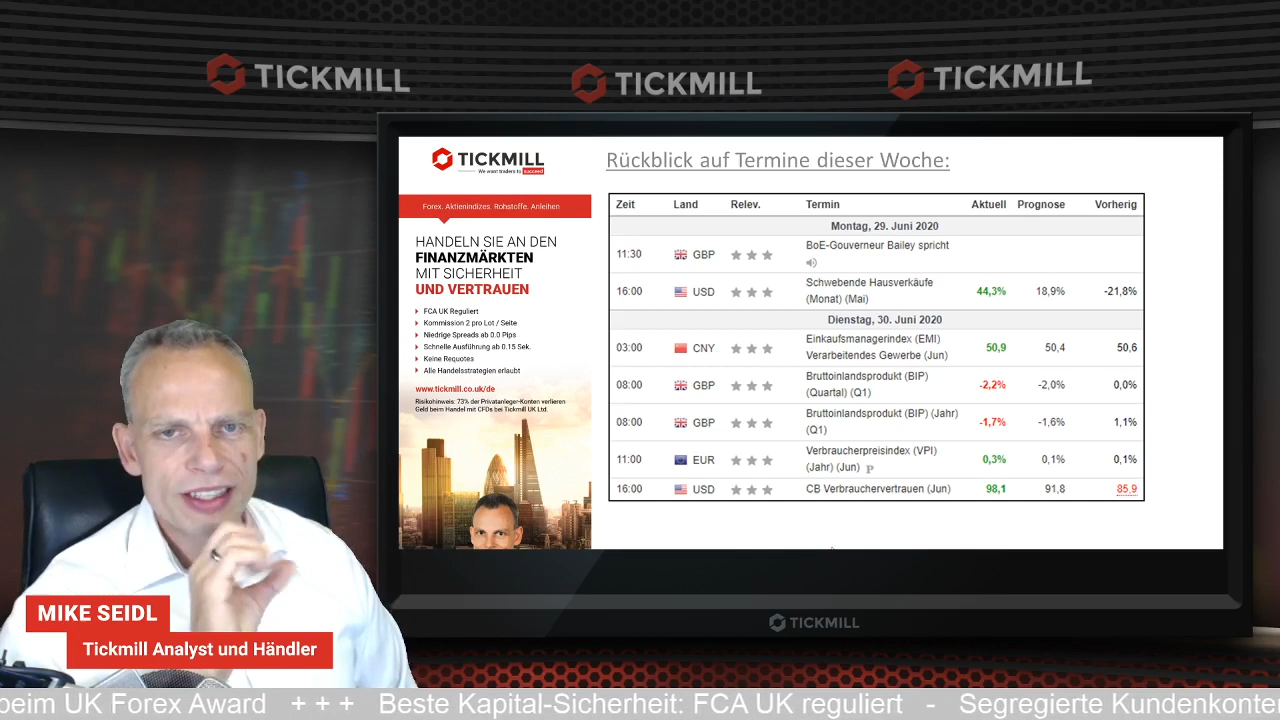 TICKMILL
TICKMILL
TICKMILL
TICKMILL
We want traders to succeed
Forex. Aktienindizes. Rohstoffe. Anleihen
HANDELN SIE AN DEN
FINANZMÄRKTEN
MIT SICHERHEIT
UND VERTRAUEN
FCA UK Reguliert
Kommission 2 pro Lot / Seite
Niedrige Spreads ab 0.0 Pips
Schnelle Ausführung ab 0.15 Sek.
Keine Requotes
Alle Handelsstrategien erlaubt
www.tickmill.co.uk/de
Risikohinweis: 73% der Privatanleger-Konten verlieren
Geld beim Handel mit CFDs bei Tickmill UK Ltd.
Rückblick auf Termine dieser Woche:
Zeit Land Relev. Termin Aktuell Prognose Vorherig
Montag, 29. Juni 2020
11:30 GBP BoE-Gouverneur Bailey spricht
16:00 USD Schwebende Hausverkäufe 44,3% 18,9% -21,8%
(Monat) (Mai)
Dienstag, 30. Juni 2020
03:00 CNY Einkaufsmanagerindex (EMI) 50,9 50,4 50,6
Verarbeitendes Gewerbe (Jun)
08:00 GBP Bruttoinlandsprodukt (BIP) -2,2% -2,0% 0,0%
(Quartal) (Q1)
08:00 GBP Bruttoinlandsprodukt (BIP) (Jahr) -1,7% -1,6% 1,1%
(Q1)
11:00 EUR Verbraucherpreisindex (VPI) 0,3% 0,1% 0,1%
(Jahr) (Jun) P
16:00 USD CB Verbrauchervertrauen (Jun) 98,1 91,8 85,9
TICKMILL
MIKE SEIDL
Tickmill Analyst und Händler
beim UK Forex Award + + + Beste Kapital-Sicherheit: FCA UK reguliert - Segregierte Kundenkonte